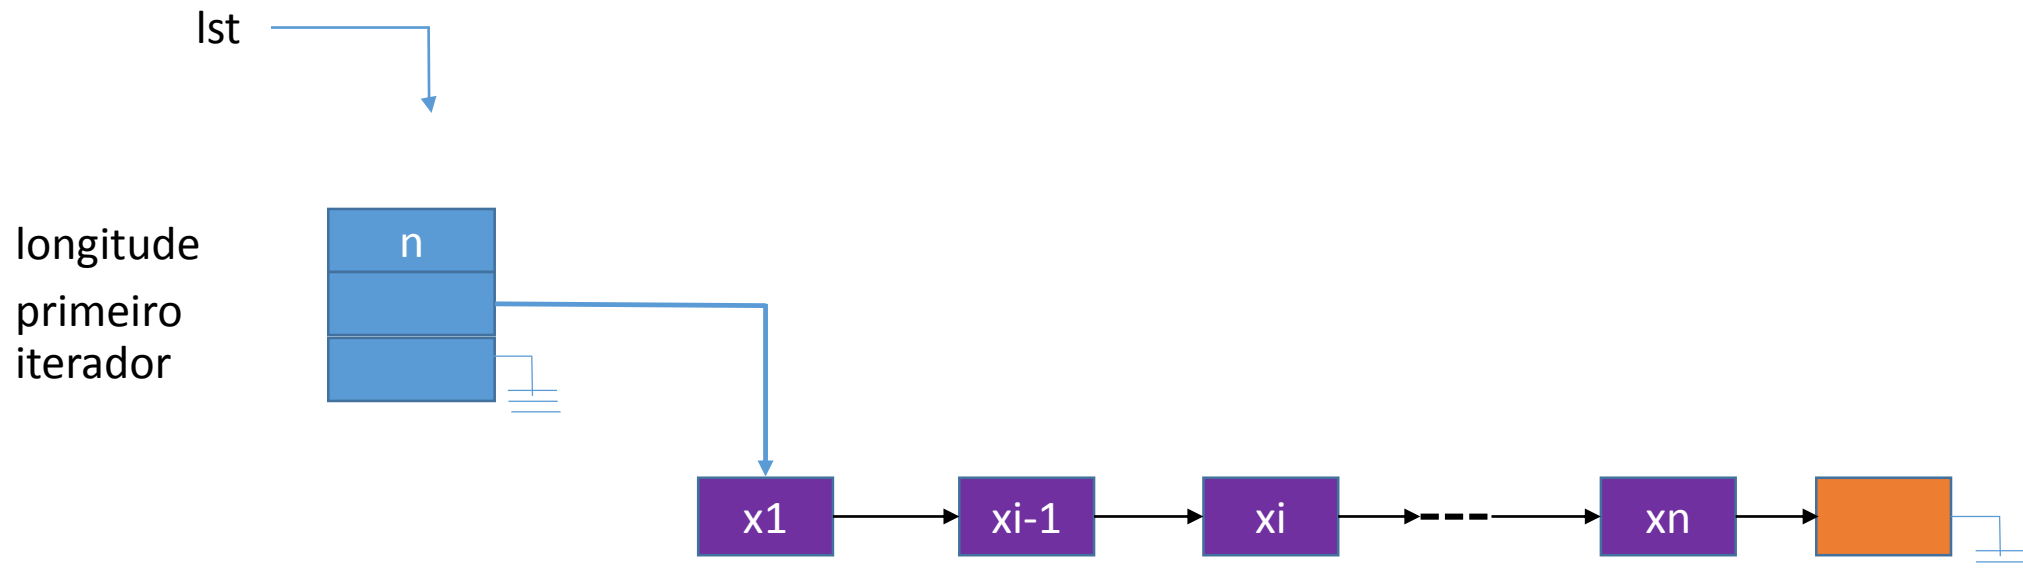 lst
longitude
n
primeiro
iterador
x1
xi-1
xi
xn